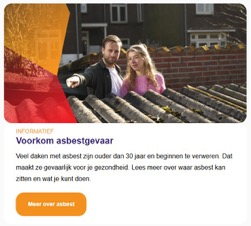 INFORMATIEF
Voorkom asbestgevaar
Veel daken met asbest zijn ouder dan 30 jaar en beginnen te verweren. Dat
maakt ze gevaarlijk voor je gezondheid. Lees meer over waar asbest kan
zitten en wat je kunt doen.
Meer over asbest